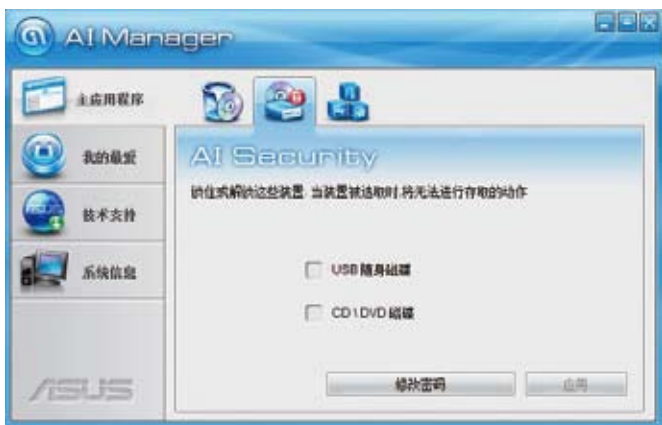 AI Manager
主应用程序
我的最爱
技术支持
系统信息
AI Security
锁住或解锁这些装置. 当装置被选取时,将无法进行存取的动作
USB 随身磁碟
CD \ DVD 磁碟
修改密码
应用
ASUS